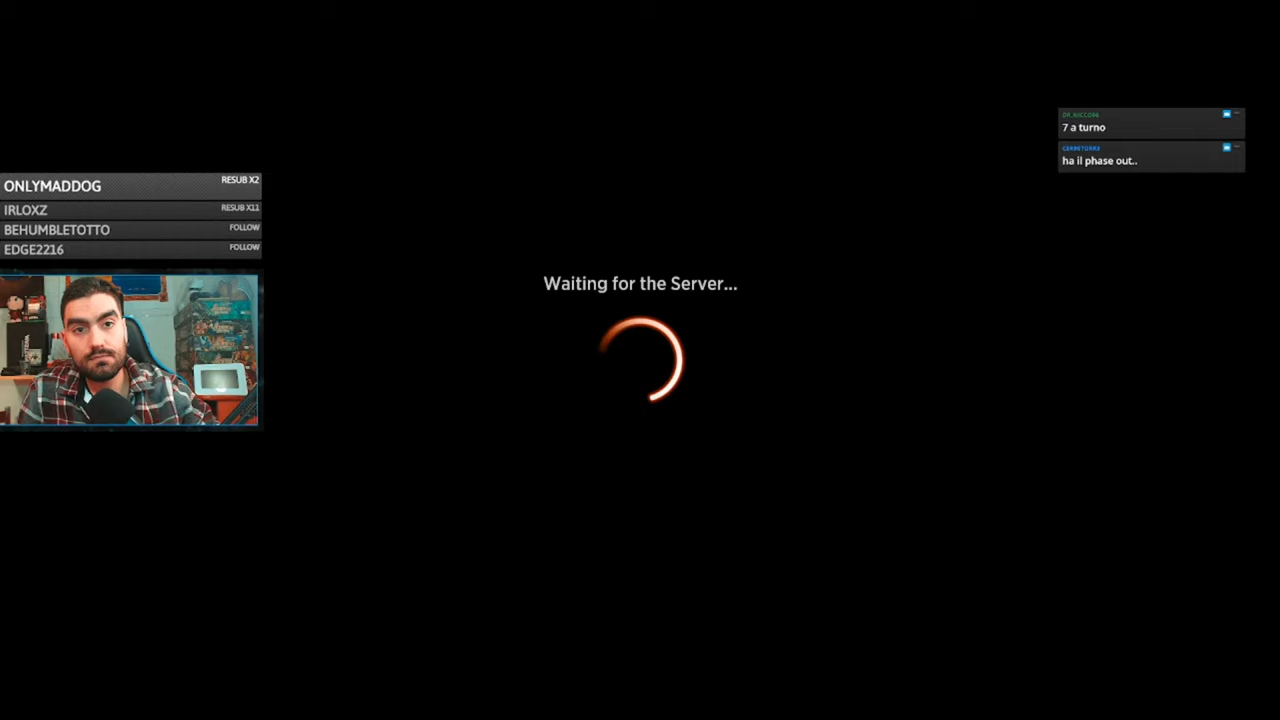 ONLYMADDOG RESUB X2
IRLOXZ RESUB X11
BEHUMBLETOTTO FOLLOW
EDGE2216 FOLLOW
Waiting for the Server...
7 a turno
ha il phase out..